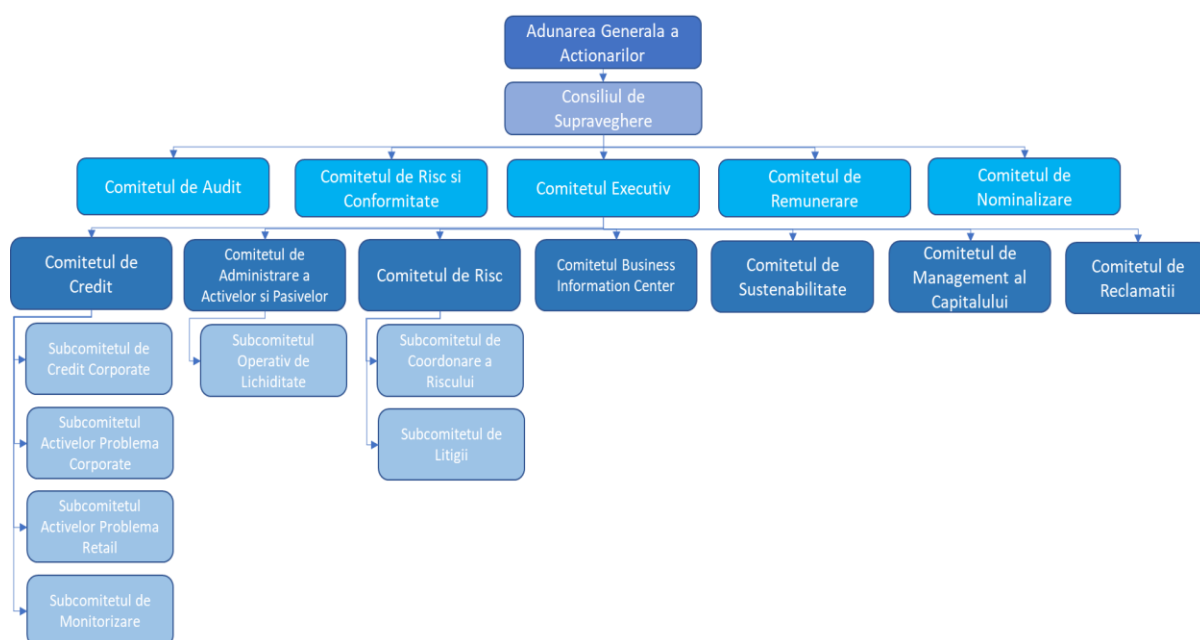 Adunarea Generala a
Actionarilor
Consiliul de
Supraveghere
Comitetul de Audit
Comitetul de Risc si
Conformitate
Comitetul Executiv
Comitetul de
Remunerare
Comitetul de
Nominalizare
Comitetul de
Credit
Comitetul de
Administrare a
Activelor si Pasivelor
Comitetul de Risc
Comitetul Business
Information Center
Comitetul de
Sustenabilitate
Comitetul de
Management al
Capitalului
Comitetul de
Reclamatii
Subcomitetul de
Credit Corporate
Subcomitetul
Operativ de
Lichiditate
Subcomitetul de
Coordonare a
Riscului
Subcomitetul
Activelor Problema
Corporate
Subcomitetul de
Litigii
Subcomitetul
Activelor Problema
Retail
Subcomitetul de
Monitorizare